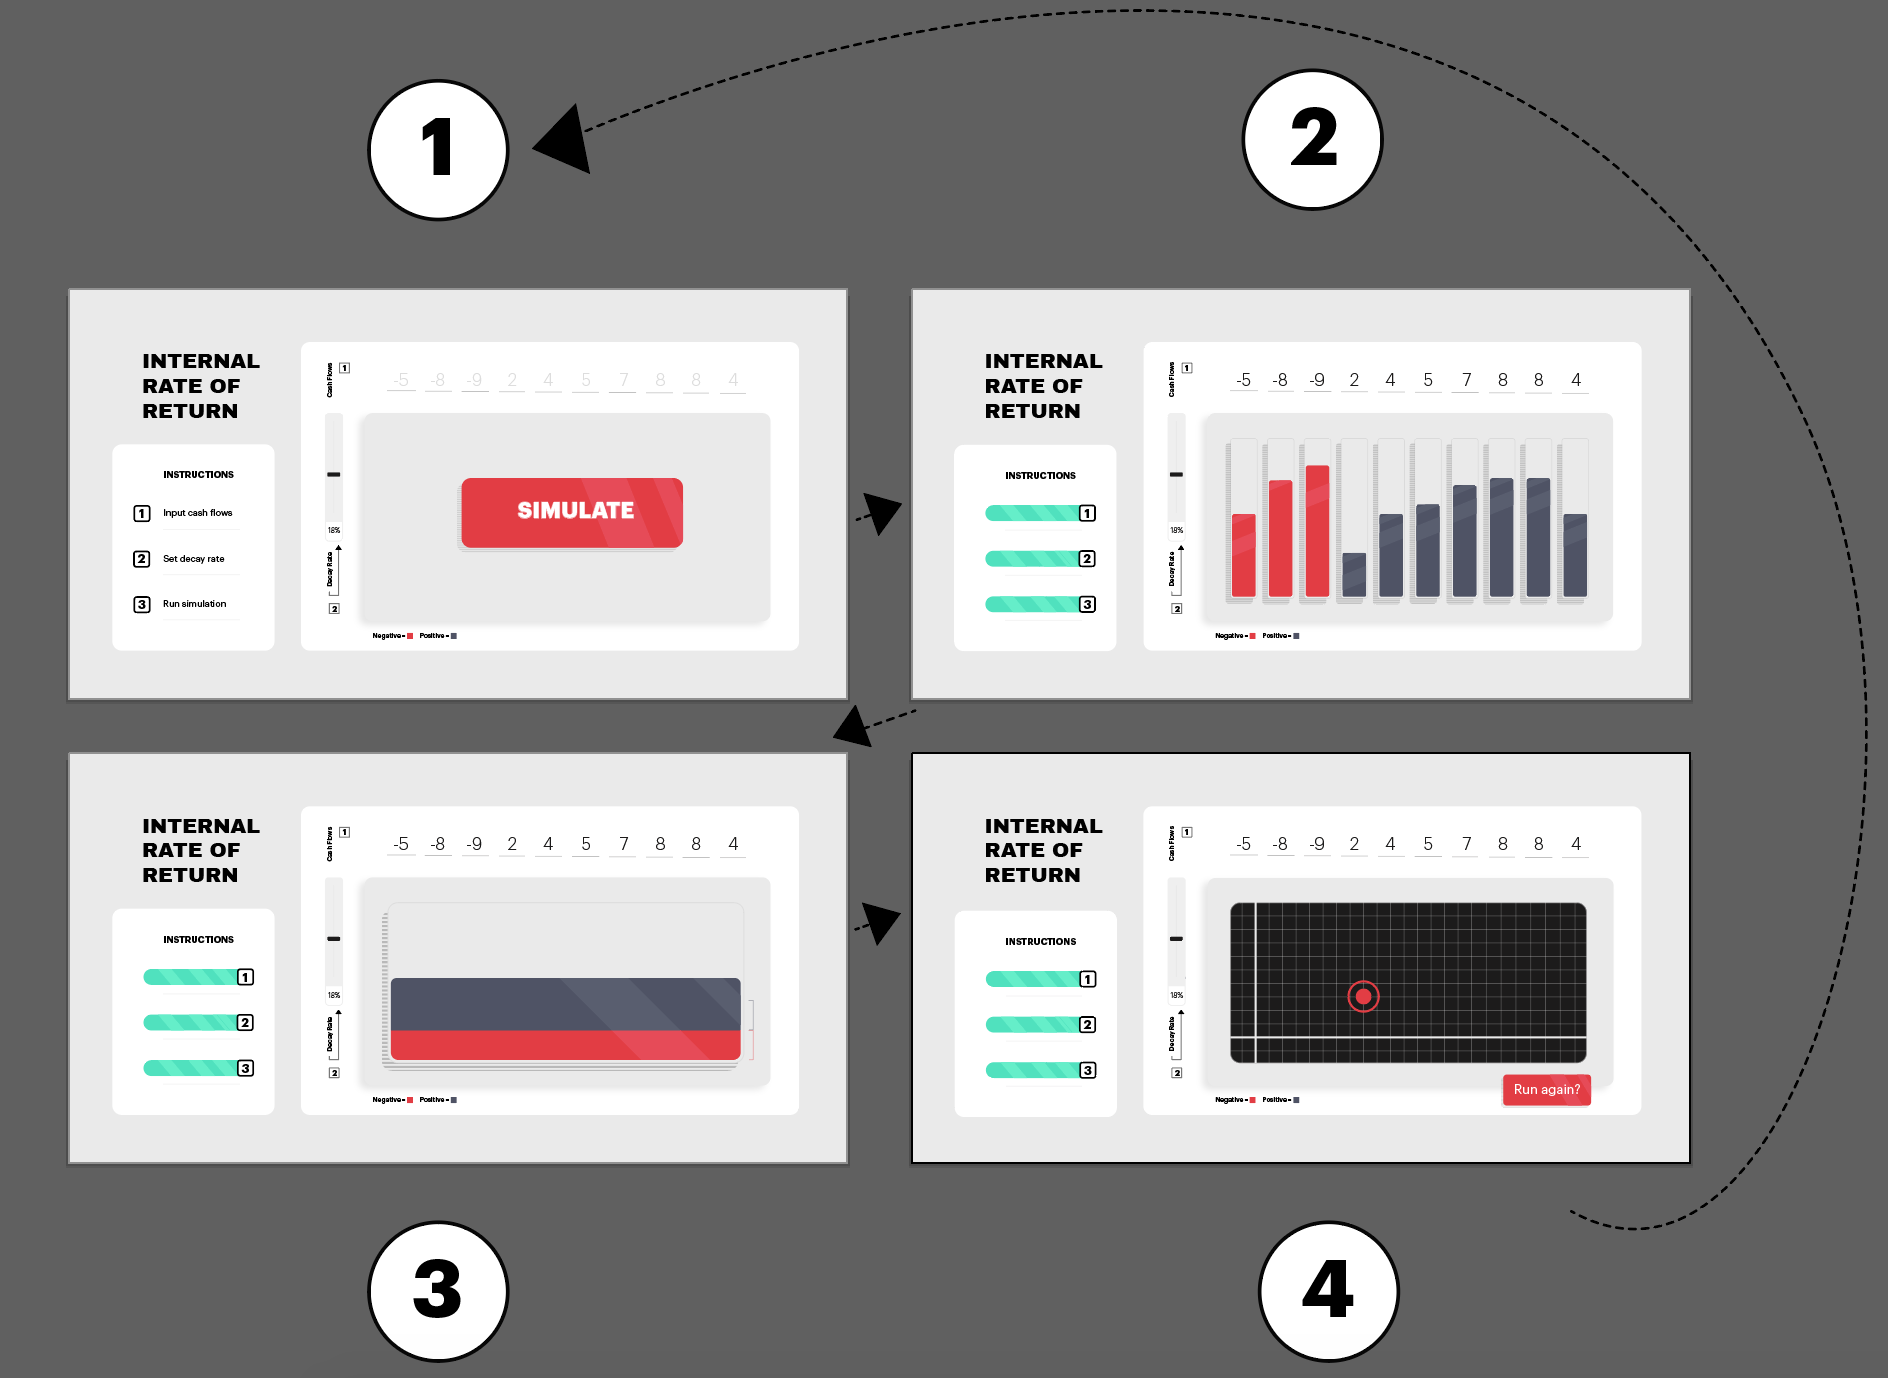 1
2
INTERNAL
RATE OF
RETURN
INSTRUCTIONS
1 Input cash flows
2 Set decay rate
3 Run simulation
Cash Flows 1
-5 -8 -9 2 4 5 7 8 8 4
SIMULATE
18%
Decay Rate
2
Negative - Positive -
INTERNAL
RATE OF
RETURN
INSTRUCTIONS
1
2
3
Cash Flows 1
-5 -8 -9 2 4 5 7 8 8 4
18%
Decay Rate
2
Negative - Positive -
INTERNAL
RATE OF
RETURN
INSTRUCTIONS
1
2
3
Cash Flows 1
-5 -8 -9 2 4 5 7 8 8 4
18%
Decay Rate
2
Negative - Positive -
INTERNAL
RATE OF
RETURN
INSTRUCTIONS
1
2
3
Cash Flows 1
-5 -8 -9 2 4 5 7 8 8 4
18%
Decay Rate
2
Run again?
Negative - Positive -
3
4